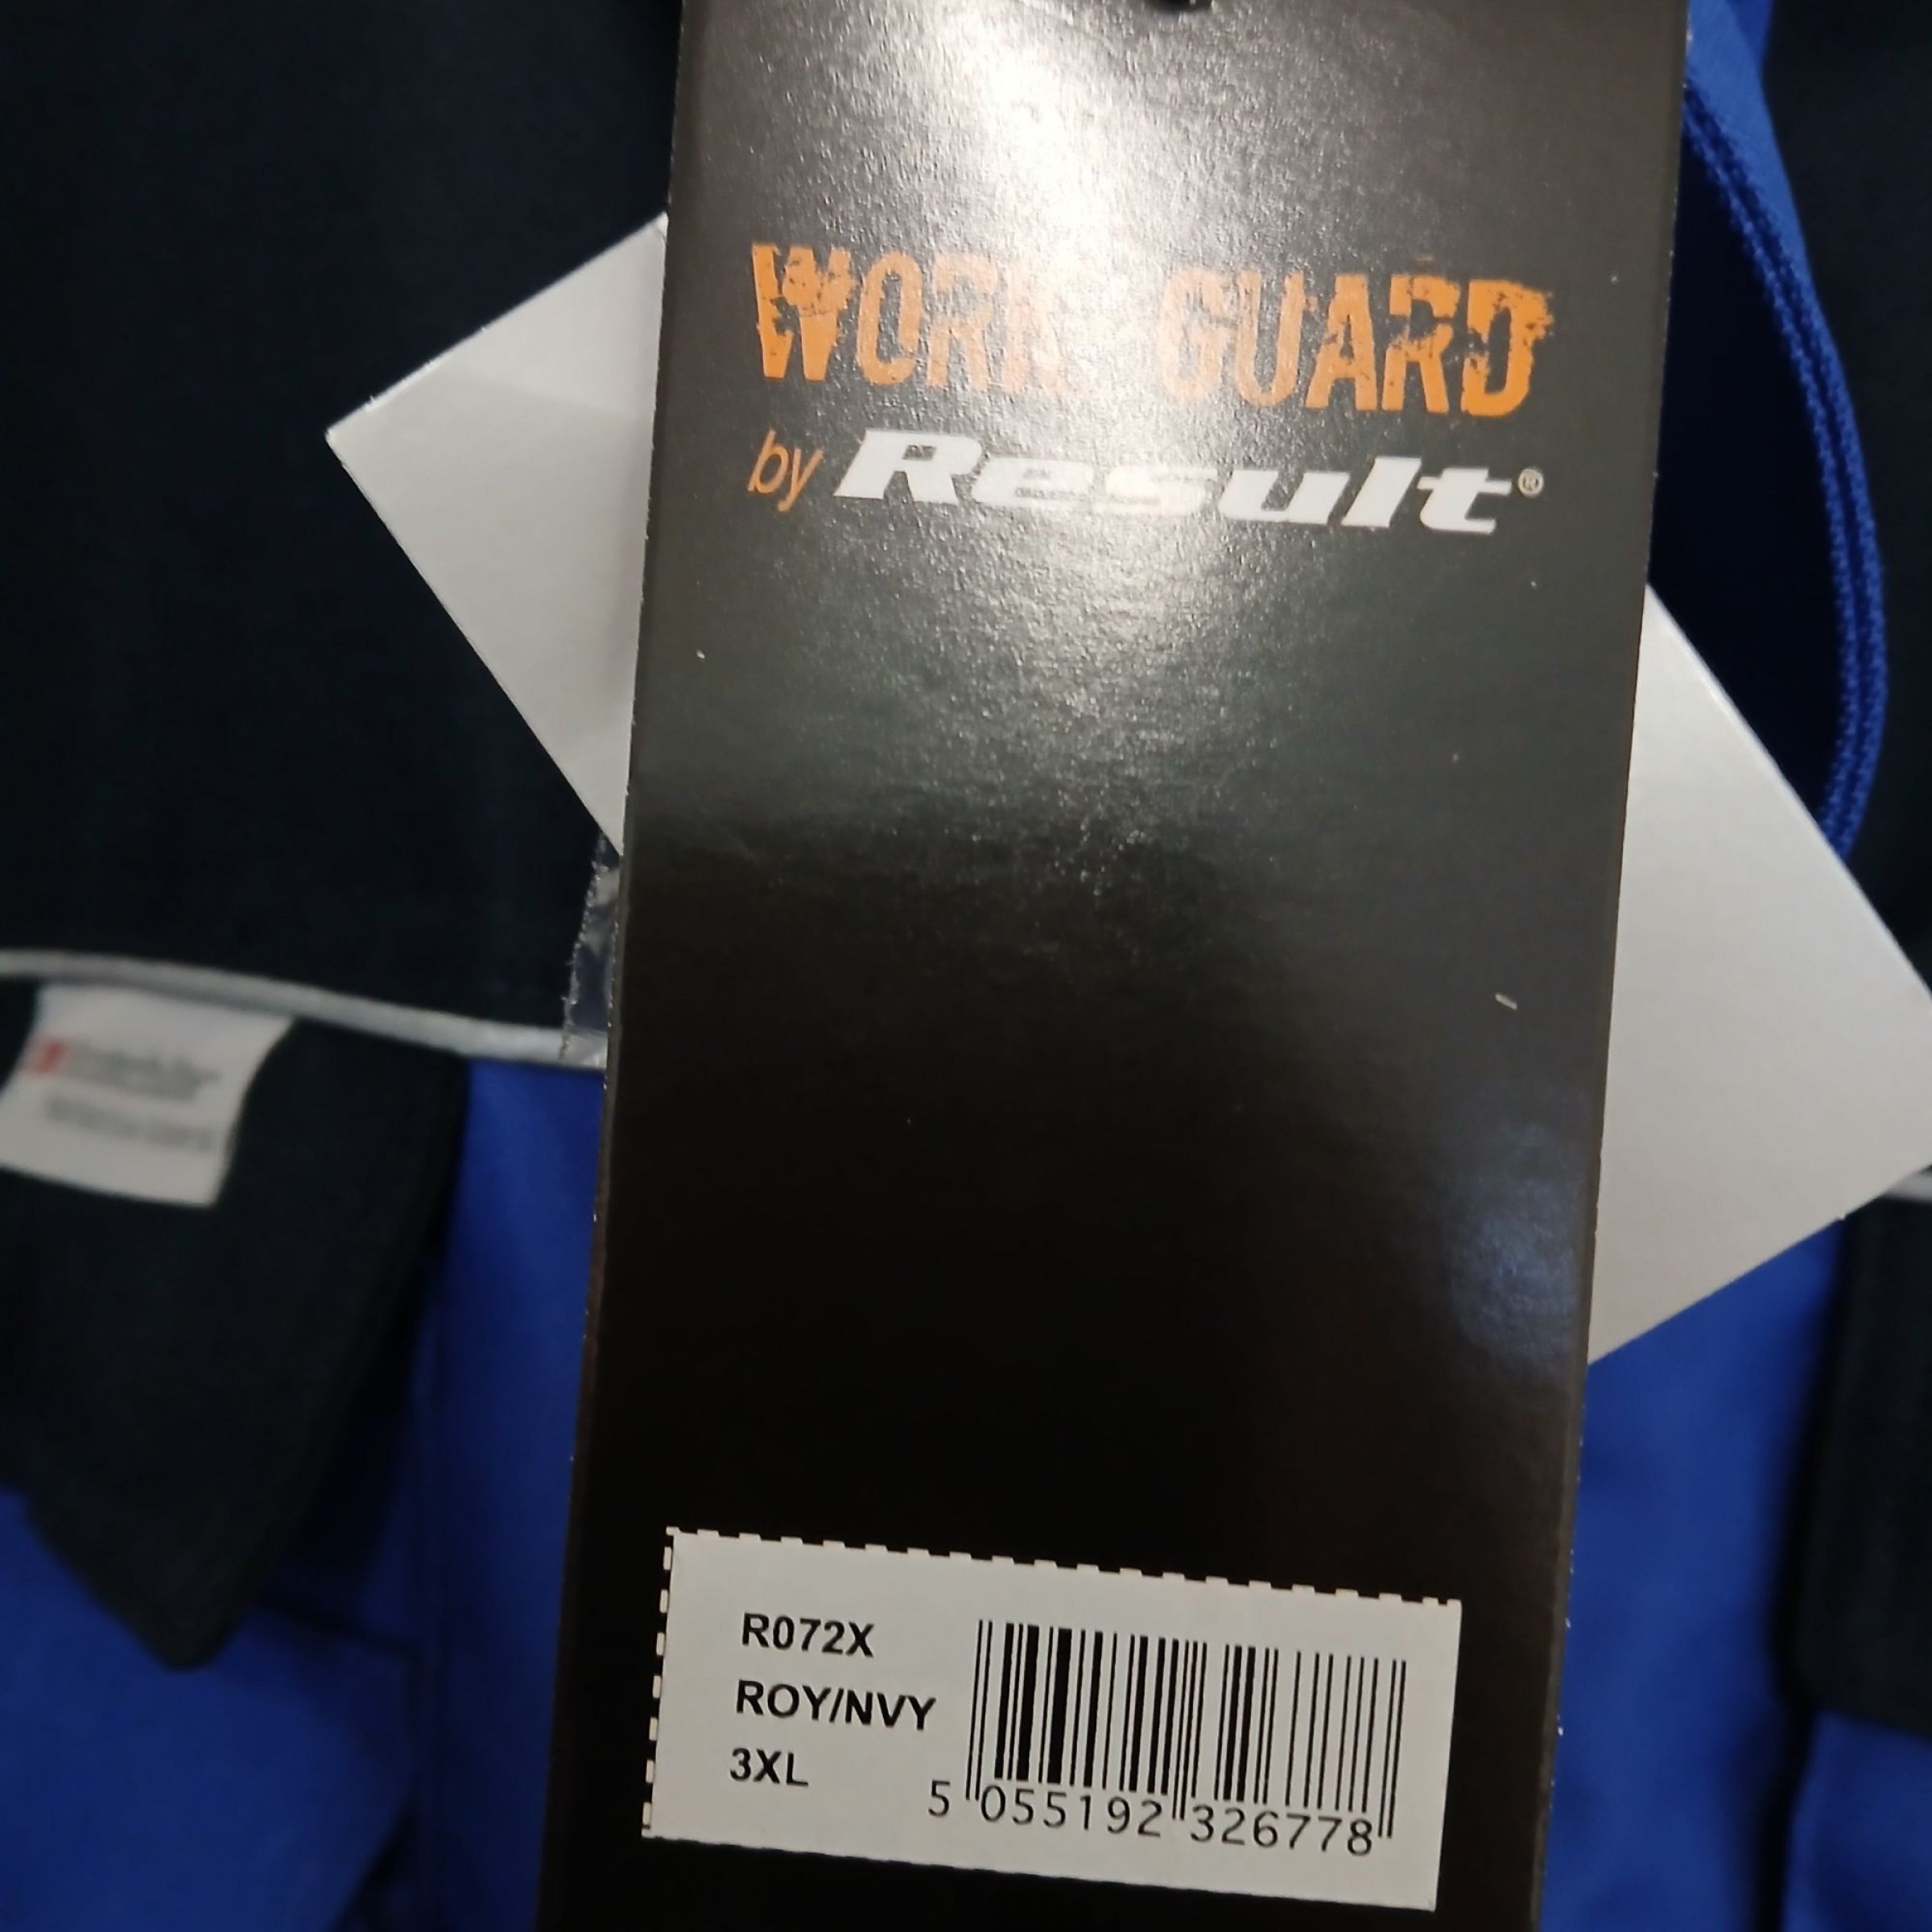 WORK GUARD
by Result®
R072X
ROY/NVY
3XL
5 055192 326778